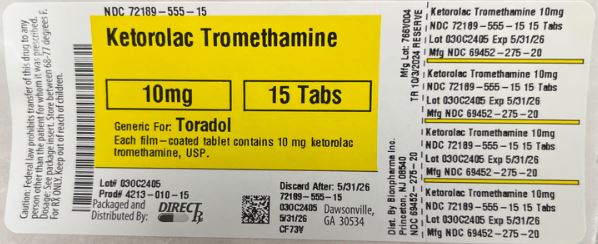 NDC 72189-555-15
Ketorolac Tromethamine
10mg
15 Tabs
Generic For: Toradol
Each film-coated tablet contains 10 mg ketorolac
tromethamine, USP.
Caution: Federal law prohibits transfer of this drug to any
person other than the patient for whom it was prescribed.
Dosage: See package insert. Store between 68-77 degrees F.
For RX ONLY. Keep out of reach of children.
Lot# 030C2405
Prod# 4213-010-15
Packaged and
Distributed By:
DIRECT Rx
Discard After: 5/31/26
72189-555-15
030C2405
5/31/26
CF73V
Dawsonville,
GA 30534
Mfg Lot: 766V004
TR 10/3/2024 RESERVE
Dist. By Bionpharma Inc.
Princeton, NJ 08540
NDC 69452-275-20
Ketorolac Tromethamine 10mg
NDC 72189-555-15 15 Tabs
Lot 030C2405 Exp 5/31/26
Mfg NDC 69452-275-20
Ketorolac Tromethamine 10mg
NDC 72189-555-15 15 Tabs
Lot 030C2405 Exp 5/31/26
Mfg NDC 69452-275-20
Ketorolac Tromethamine 10mg
NDC 72189-555-15 15 Tabs
Lot 030C2405 Exp 5/31/26
Mfg NDC 69452-275-20
Ketorolac Tromethamine 10mg
NDC 72189-555-15 15 Tabs
Lot 030C2405 Exp 5/31/26
Mfg NDC 69452-275-20